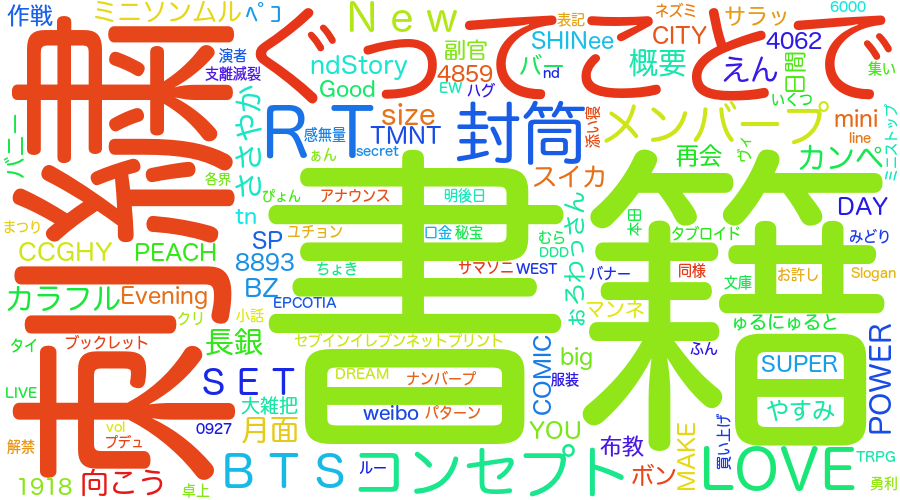 作戦
ミニソンムル
ペコ
New
表記
ネズミ
サラッ
6000
ぐってことで
演者
支離滅裂
ndStory
副官
SHINee
CITY
4062
概要
えん
日間
集い
Good
4859
EW
バー
nd
ハグ
いくつ
ささやか
RT
感無量
TMNT
size
封筒
添い寝
メンバープ
mini
line
ミニストップ
バニー
secret
ぁん
再会
ヴィ
カンペ
各界
ぴょん
アナウンス
明後日
スイカ
DAY
まつり
tn
CCGHY
PEACH
SP
ユチョン
口金
秘宝
むら
DDD
おろわっさん
本田
タブロイド
みどり
8893
ちょき
サマソニ
WEST
バナー
同様
文庫
お許し
Slogan
書籍
カラフル
Evening
BZ
EPCOTIA
マンネ
クリ
小話
ゅるにゅると
タイ
ブックレット
長銀
セブンイレブンネットプリント
COMIC
big
ふん
POWER
LIVE
SET
DREAM
ナンバープ
服装
SUPER
大雑把
weibo
パターン
やすみ
0927
月面
YOU
布教
MAKE
買い上げ
解禁
vol
プデュ
BTS
ルー
コンセプト
ボン
LOVE
TRPG
1918
向こう
卓上
勇利